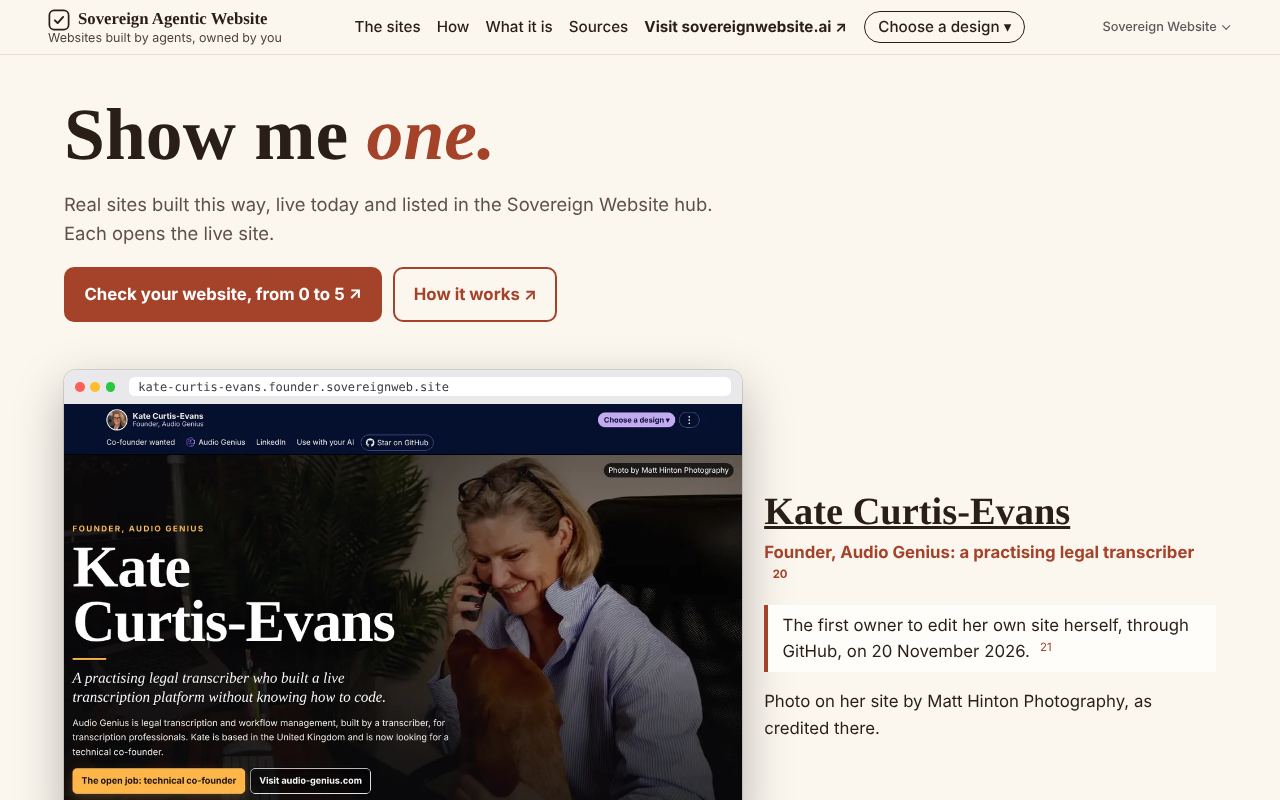 Sovereign Agentic Website
Websites built by agents, owned by you
The sites How What it is Sources Visit sovereignwebsite.ai ↗ Choose a design ▾ Sovereign Website
Show me one.
Real sites built this way, live today and listed in the Sovereign Website hub.
Each opens the live site.
Check your website, from 0 to 5 ↗ How it works ↗
kate-curtis-evans.founder.sovereignweb.site
Kate Curtis-Evans
Founder, Audio Genius
Choose a design ▾
Co-founder wanted Audio Genius LinkedIn Use with your AI Star on GitHub
Photo by Matt Hinton Photography
FOUNDER, AUDIO GENIUS
Kate
Curtis-Evans
A practising legal transcriber who built a live
transcription platform without knowing how to code.
Audio Genius is legal transcription and workflow management, built by a transcriber, for
transcription professionals. Kate is based in the United Kingdom and is now looking for a
technical co-founder.
The open job: technical co-founder Visit audio-genius.com
Kate Curtis-Evans
Founder, Audio Genius: a practising legal transcriber
20
The first owner to edit her own site herself, through
GitHub, on 20 November 2026. 21
Photo on her site by Matt Hinton Photography, as
credited there.